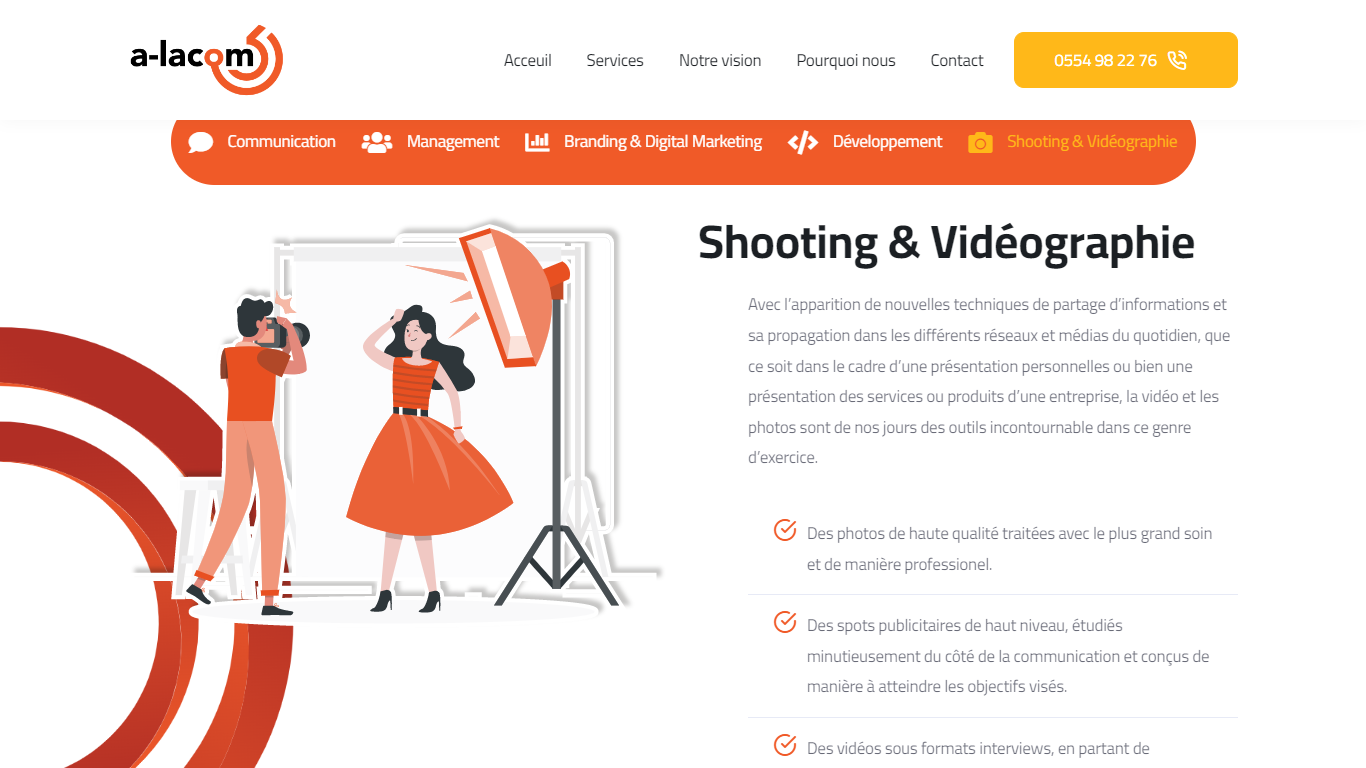 a-lacom
Acceuil Services Notre vision Pourquoi nous Contact 0554 98 22 76
Communication Management Branding & Digital Marketing Développement Shooting & Vidéographie
Shooting & Vidéographie
Avec l’apparition de nouvelles techniques de partage d’informations et
sa propagation dans les différents réseaux et médias du quotidien, que
ce soit dans le cadre d’une présentation personnelles ou bien une
présentation des services ou produits d’une entreprise, la vidéo et les
photos sont de nos jours des outils incontournable dans ce genre
d’exercice.
Des photos de haute qualité traitées avec le plus grand soin
et de manière professionel.
Des spots publicitaires de haut niveau, étudiés
minutieusement du côté de la communication et conçus de
manière à atteindre les objectifs visés.
Des vidéos sous formats interviews, en partant de